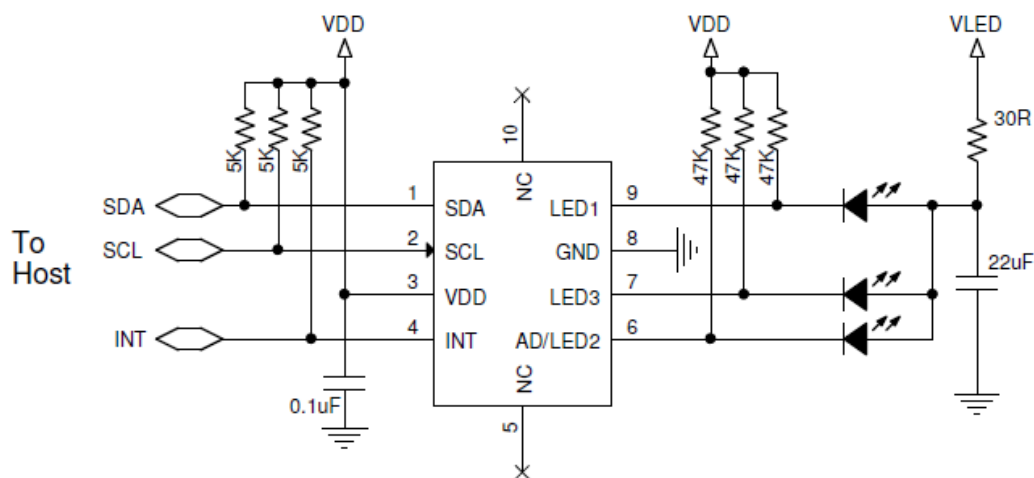 VDD
VDD
VLED
5K
5K
5K
47K
47K
47K
30R
10
NC
SDA
1
SDA
LED1
9
To
Host
SCL
2
SCL
GND
8
3
VDD
LED3
7
22uF
INT
4
INT
AD/LED2
6
NC
0.1uF
5